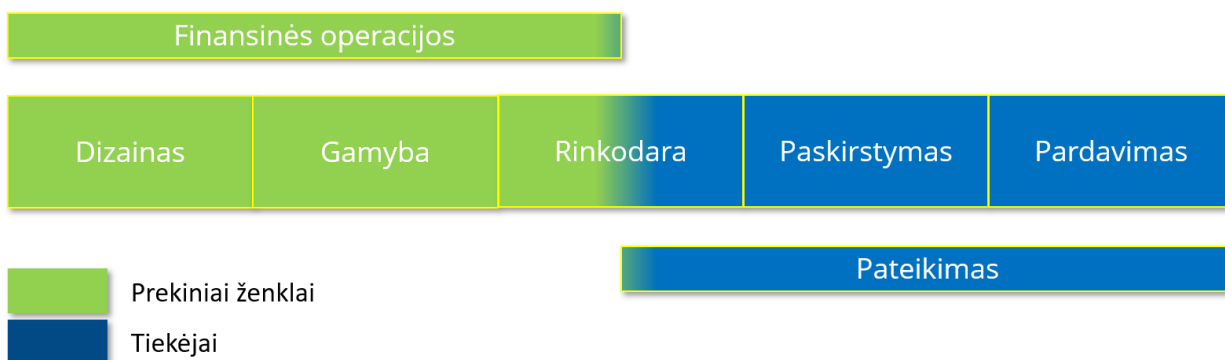 Finansinės operacijos
Dizainas
Gamyba
Rinkodara
Paskirstymas
Pardavimas
Pateikimas
Prekiniai ženklai
Tiekėjai